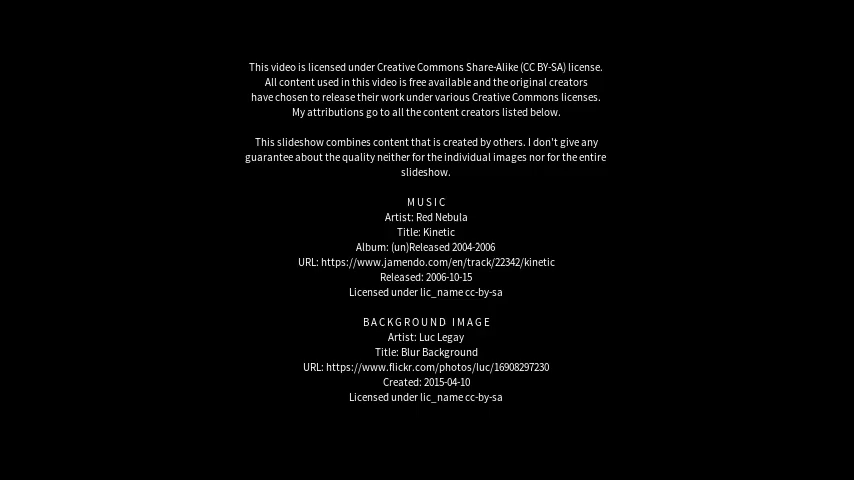 This video is licensed under Creative Commons Share-Alike (CC BY-SA) license.
All content used in this video is free available and the original creators
have chosen to release their work under various Creative Commons licenses.
My attributions go to all the content creators listed below.
This slideshow combines content that is created by others. I don't give any
guarantee about the quality neither for the individual images nor for the entire
slideshow.
MUSIC
Artist: Red Nebula
Title: Kinetic
Album: (un)Released 2004-2006
URL: https://www.jamendo.com/en/track/22342/kinetic
Released: 2006-10-15
Licensed under lic_name cc-by-sa
BACKGROUND IMAGE
Artist: Luc Legay
Title: Blur Background
URL: https://www.flickr.com/photos/luc/16908297230
Created: 2015-04-10
Licensed under lic_name cc-by-sa